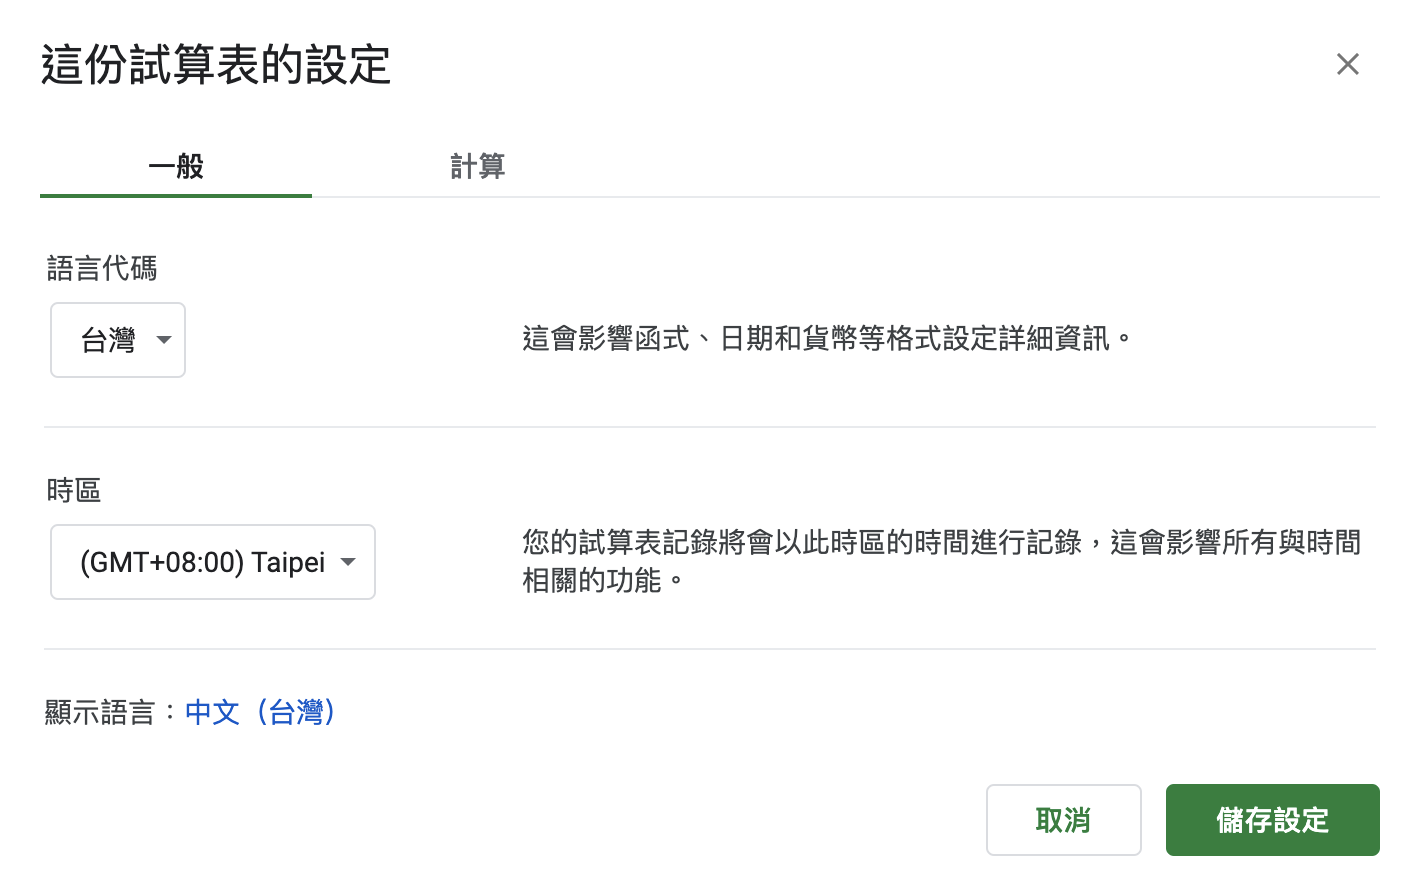 這份試算表的設定
一般
計算
語言代碼
台灣
這會影響函式、日期和貨幣等格式設定詳細資訊。
時區
(GMT+08:00) Taipei
您的試算表記錄將會以此時區的時間進行記錄，這會影響所有與時間
相關的功能。
顯示語言：中文（台灣）
取消
儲存設定